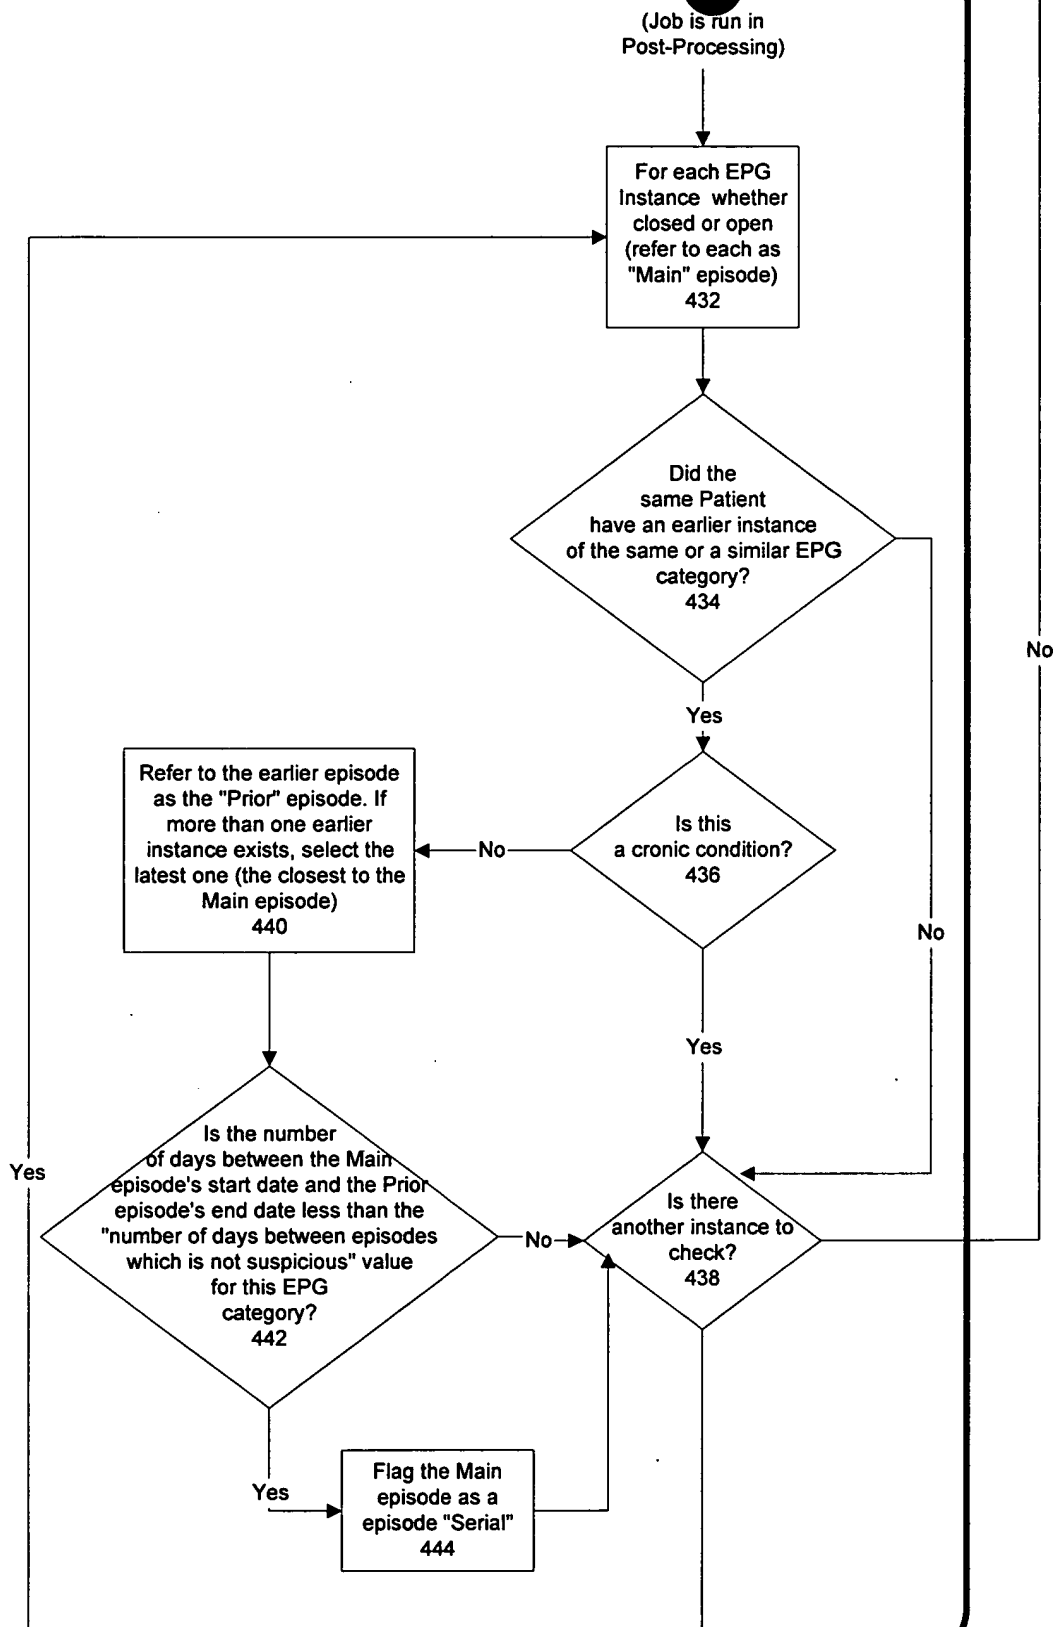 (Job is run in
Post-Processing)
For each EPG
Instance whether
closed or open
(refer to each as
"Main" episode)
432
Did the
same Patient
have an earlier instance
of the same or a similar EPG
category?
434
No
Yes
Refer to the earlier episode
as the "Prior" episode. If
more than one earlier
instance exists, select the
latest one (the closest to the
Main episode)
440
No
Is this
a cronic condition?
436
No
Yes
Is the number
of days between the Main
episode's start date and the Prior
episode's end date less than the
"number of days between episodes
which is not suspicious" value
for this EPG
category?
442
Yes
No
Is there
another instance to
check?
438
Yes
Flag the Main
episode as a
episode "Serial"
444